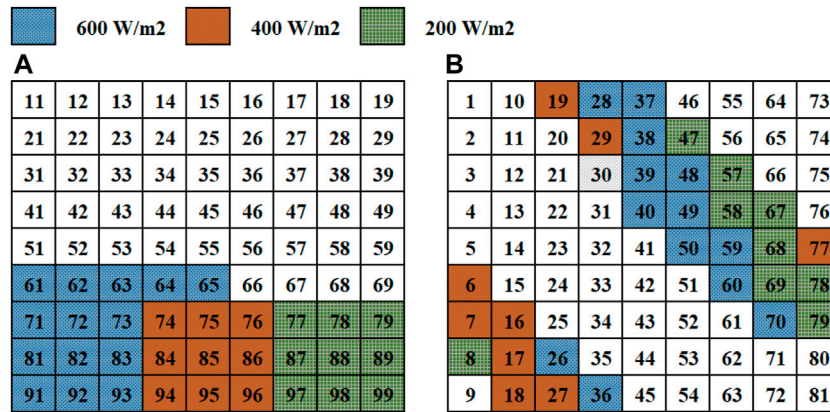 600 W/m2 400 W/m2 200 W/m2
A B
11 12 13 14 15 16 17 18 19 1 10 19 28 37 46 55 64 73
21 22 23 24 25 26 27 28 29 2 11 20 29 38 47 56 65 74
31 32 33 34 35 36 37 38 39 3 12 21 30 39 48 57 66 75
41 42 43 44 45 46 47 48 49 4 13 22 31 40 49 58 67 76
51 52 53 54 55 56 57 58 59 5 14 23 32 41 50 59 68 77
61 62 63 64 65 66 67 68 69 6 15 24 33 42 51 60 69 78
71 72 73 74 75 76 77 78 79 7 16 25 34 43 52 61 70 79
81 82 83 84 85 86 87 88 89 8 17 26 35 44 53 62 71 80
91 92 93 94 95 96 97 98 99 9 18 27 36 45 54 63 72 81